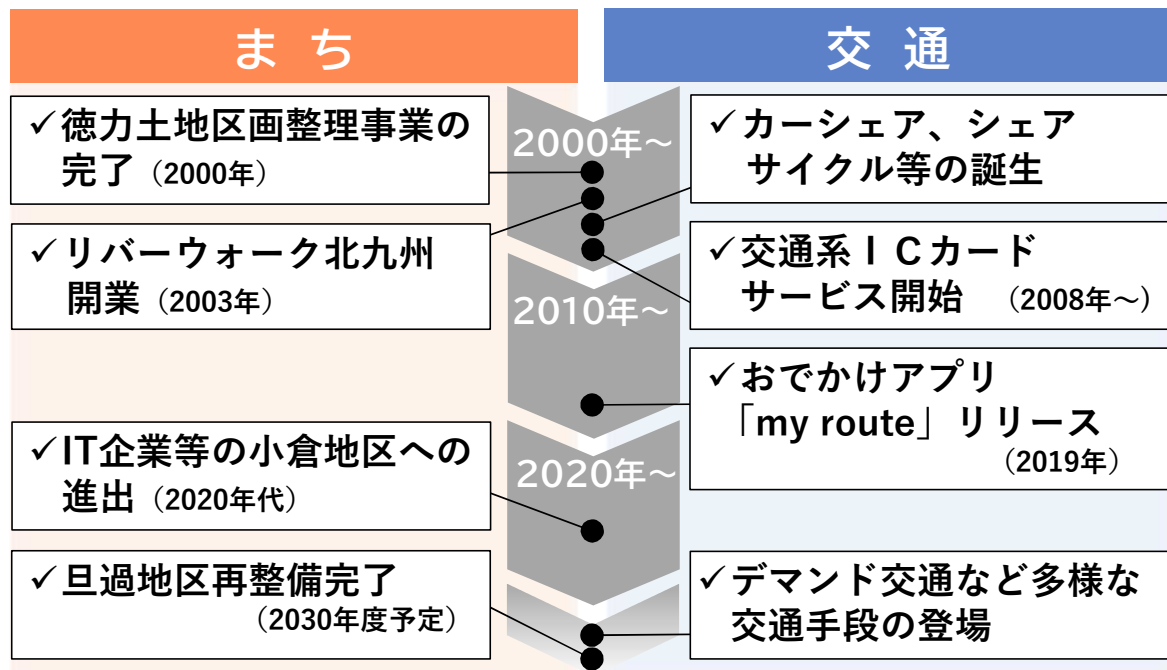 まち
✓徳力土地区画整理事業の
完了（2000年）
✓リバーウォーク北九州
開業（2003年）
✓IT企業等の小倉地区への
進出（2020年代）
✓旦過地区再整備完了
（2030年度予定）
2000年～
2010年～
2020年～
交通
✓カーシェア、シェア
サイクル等の誕生
✓交通系ＩＣカード
サービス開始　（2008年～）
✓おでかけアプリ
「my route」リリース
（2019年）
✓デマンド交通など多様な
交通手段の登場